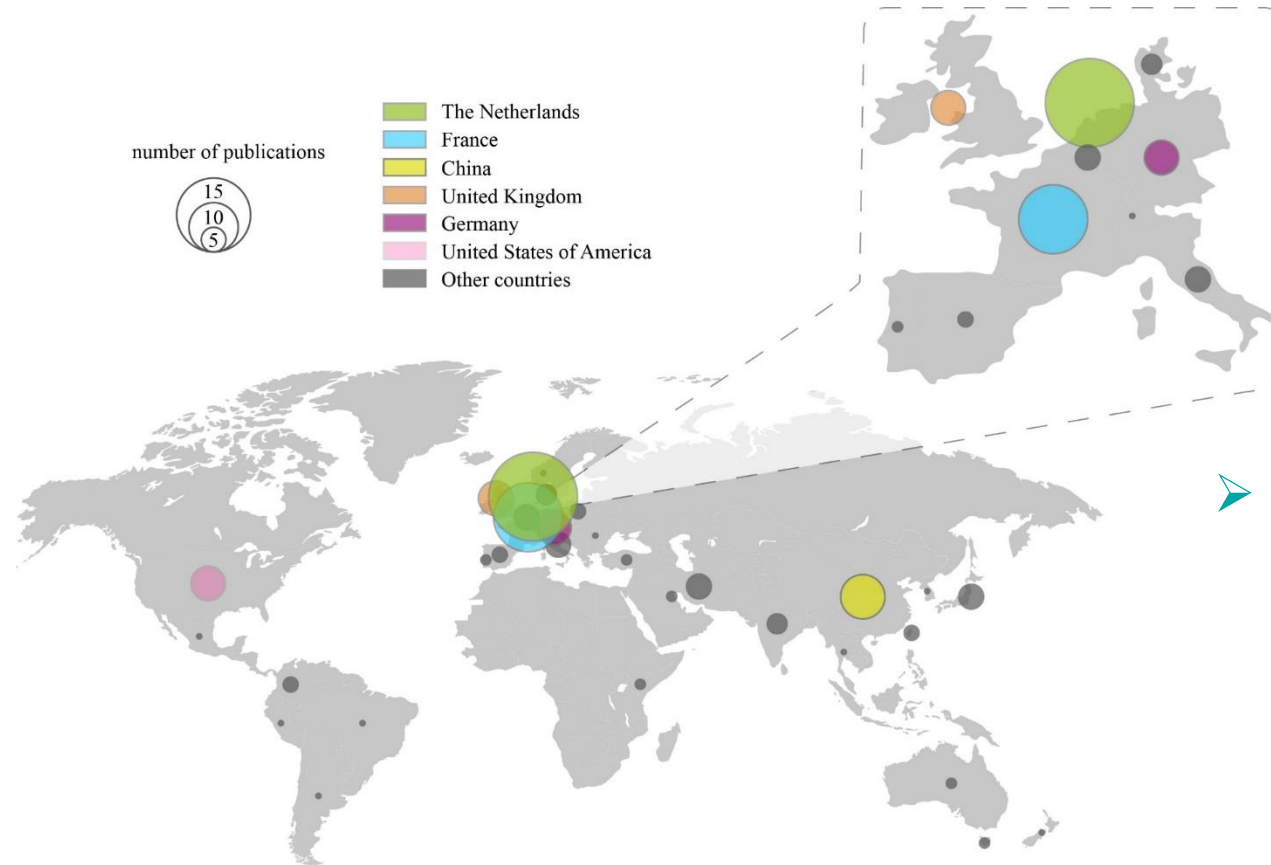 number of publications
15
10
5
The Netherlands
France
China
United Kingdom
Germany
United States of America
Other countries